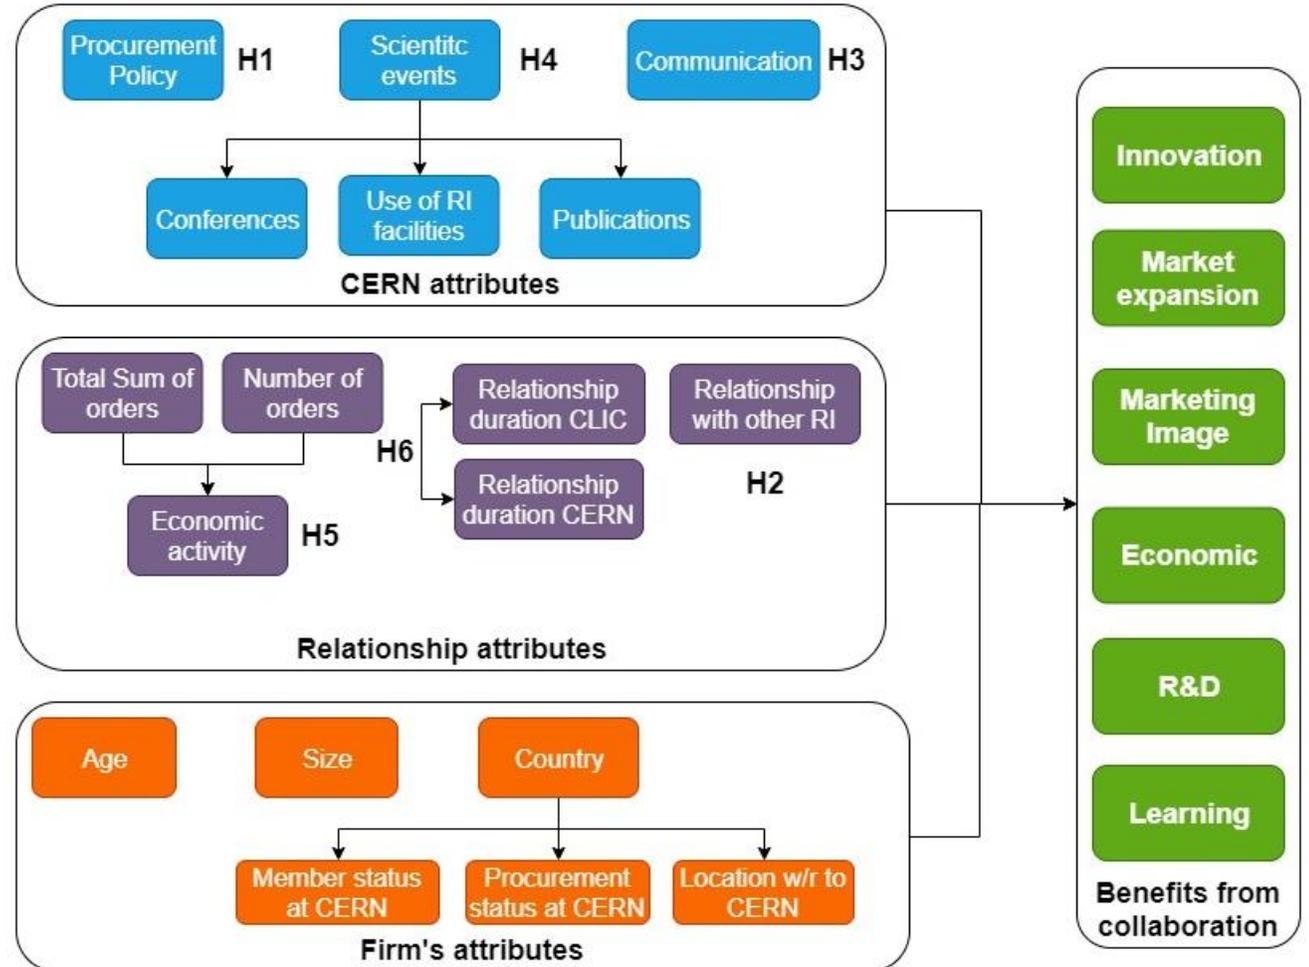 Procurement
Policy
H1
Scientitc
events
H4
Communication
H3
Conferences
Use of RI
facilities
Publications
CERN attributes
Total Sum of
orders
Number of
orders
Economic
activity
H5
H6
Relationship
duration CLIC
Relationship
duration CERN
Relationship
with other RI
H2
Relationship attributes
Age
Size
Country
Member status
at CERN
Procurement
status at CERN
Location w/r to
CERN
Firm's attributes
Innovation
Market
expansion
Marketing
Image
Economic
R&D
Learning
Benefits from
collaboration